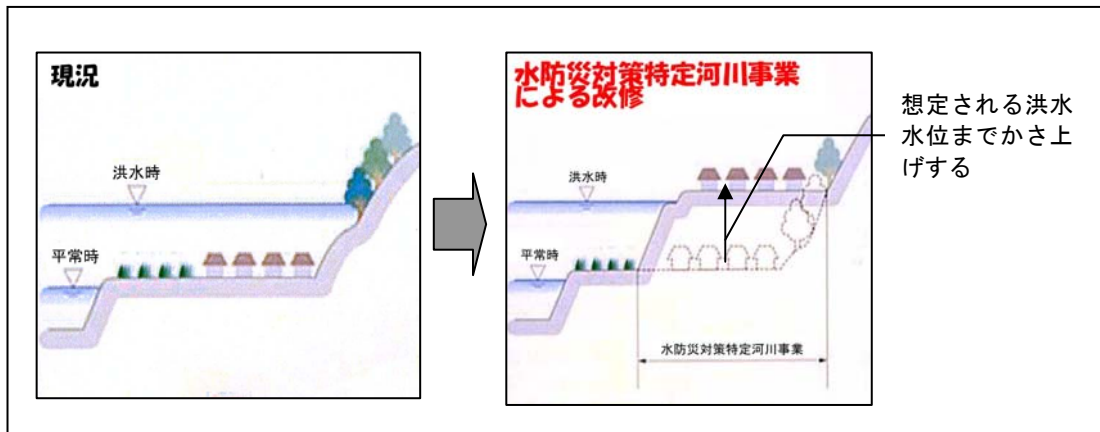 現況
洪水時
平常時
水防災対策特定河川事業
による改修
洪水時
平常時
水防災対策特定河川事業
想定される洪水
水位までかさ上
げする